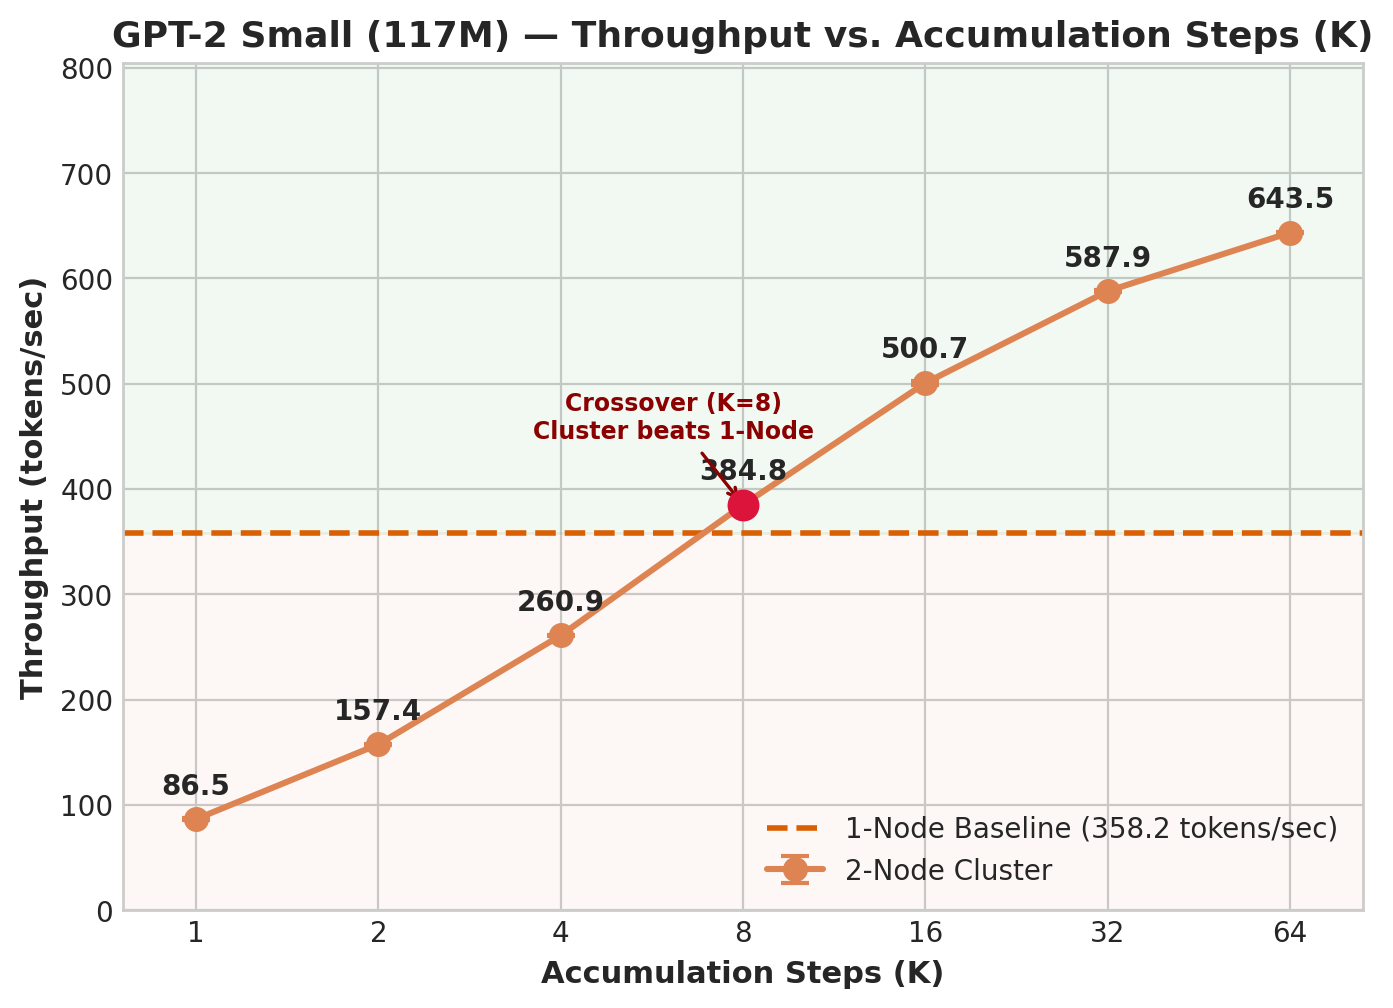 GPT-2 Small (117M) — Throughput vs. Accumulation Steps (K)
Throughput (tokens/sec)
800
700
600
500
400
300
200
100
0
86.5
157.4
260.9
384.8
500.7
587.9
643.5
Crossover (K=8)
Cluster beats 1-Node
1-Node Baseline (358.2 tokens/sec)
2-Node Cluster
1 2 4 8 16 32 64
Accumulation Steps (K)